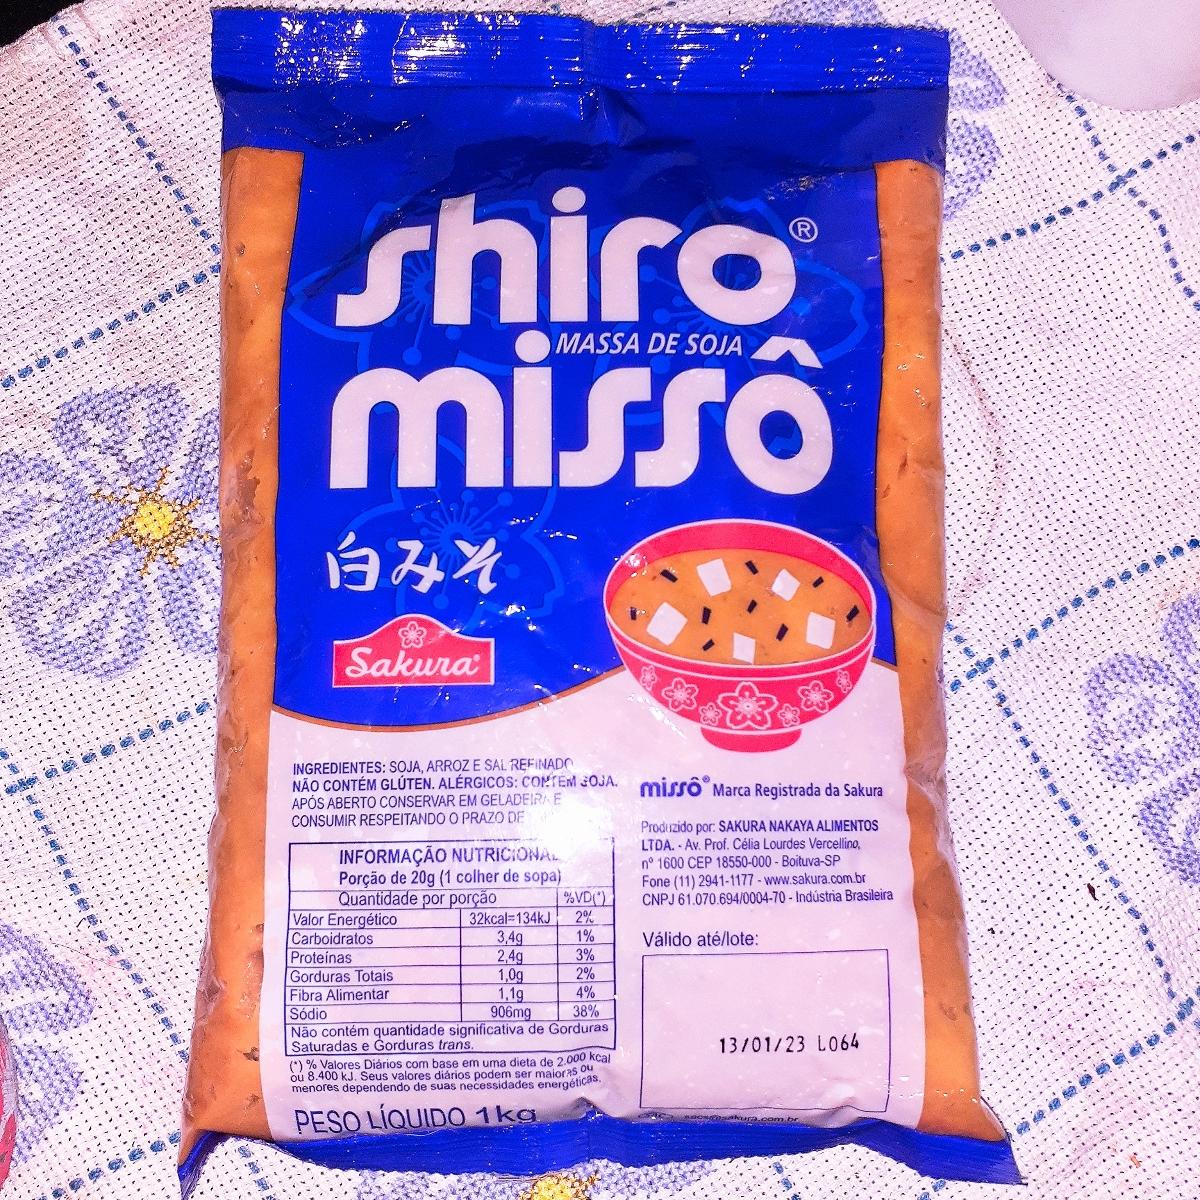 shiro®
MASSA DE SOJA
missô
白みそ
Sakura®
INGREDIENTES: SOJA, ARROZ E SAL REFINADO
NÃO CONTÉM GLÚTEN. ALÉRGICOS: CONTÉM SOJA.
APÓS ABERTO CONSERVAR EM GELADEIRA E
CONSUMIR RESPEITANDO O PRAZO DE
INFORMAÇÃO NUTRICIONAL
Porção de 20g (1 colher de sopa)
Quantidade por porção %VD(*)
Valor Energético 32kcal=134kJ 2%
Carboidratos 3,4g 1%
Proteínas 2,4g 3%
Gorduras Totais 1,0g 2%
Fibra Alimentar 1,1g 4%
Sódio 906mg 38%
Não contém quantidade significativa de Gorduras
Saturadas e Gorduras trans.
(*) % Valores Diários com base em uma dieta de 2.000 kcal
ou 8.400 kJ. Seus valores diários podem ser maiores ou
menores dependendo de suas necessidades energéticas.
PESO LÍQUIDO 1kg
missô® Marca Registrada da Sakura
Produzido por: SAKURA NAKAYA ALIMENTOS
LTDA. - Av. Prof. Célia Lourdes Vercellino,
nº 1600 CEP 18550-000 - Boituva-SP
Fone (11) 2941-1177 - www.sakura.com.br
CNPJ 61.070.694/0004-70 - Indústria Brasileira
Válido até/lote:
13/01/23 L064
sacs@sakura.com.br